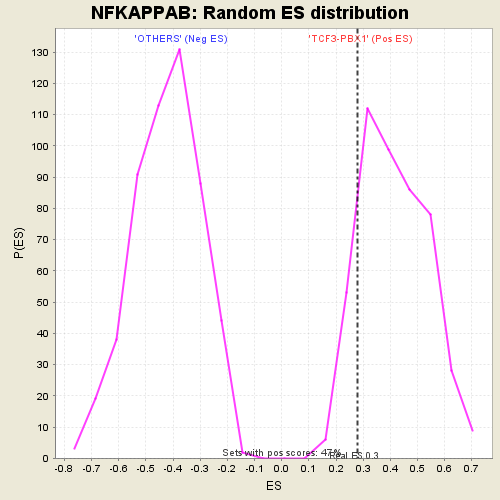 NFKAPPAB: Random ES distribution
'OTHERS' (Neg ES) 'TCF3-PBX1' (Pos ES)
130
120
110
100
90
80
70
60
50
40
30
20
10
0
P(ES)
Sets with pos scores: 47%
Real ES 0.3
-0.8 -0.7 -0.6 -0.5 -0.4 -0.3 -0.2 -0.1 0.0 0.1 0.2 0.3 0.4 0.5 0.6 0.7
ES